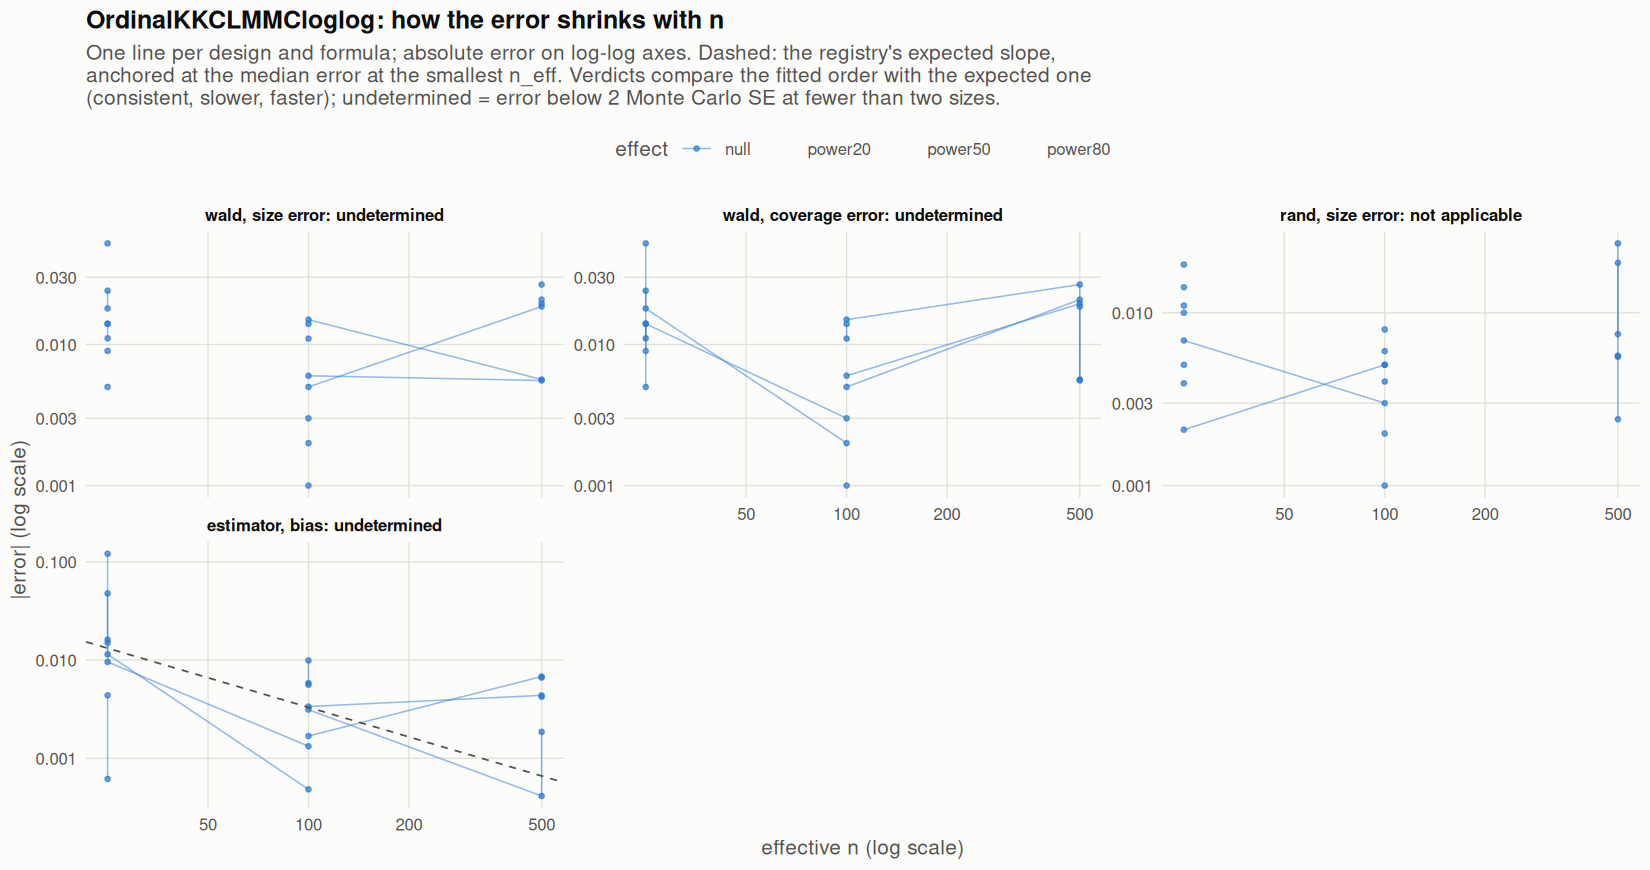 OrdinalKKCLMMCloglog: how the error shrinks with n
One line per design and formula; absolute error on log-log axes. Dashed: the registry's expected slope,
anchored at the median error at the smallest n_eff. Verdicts compare the fitted order with the expected one
(consistent, slower, faster); undetermined = error below 2 Monte Carlo SE at fewer than two sizes.
effect null power20 power50 power80
wald, size error: undetermined
0.030
0.010
0.003
0.001
wald, coverage error: undetermined
0.030
0.010
0.003
0.001
50 100 200 500
rand, size error: not applicable
0.010
0.003
0.001
50 100 200 500
estimator, bias: undetermined
0.100
0.010
0.001
50 100 200 500
|error| (log scale)
effective n (log scale)